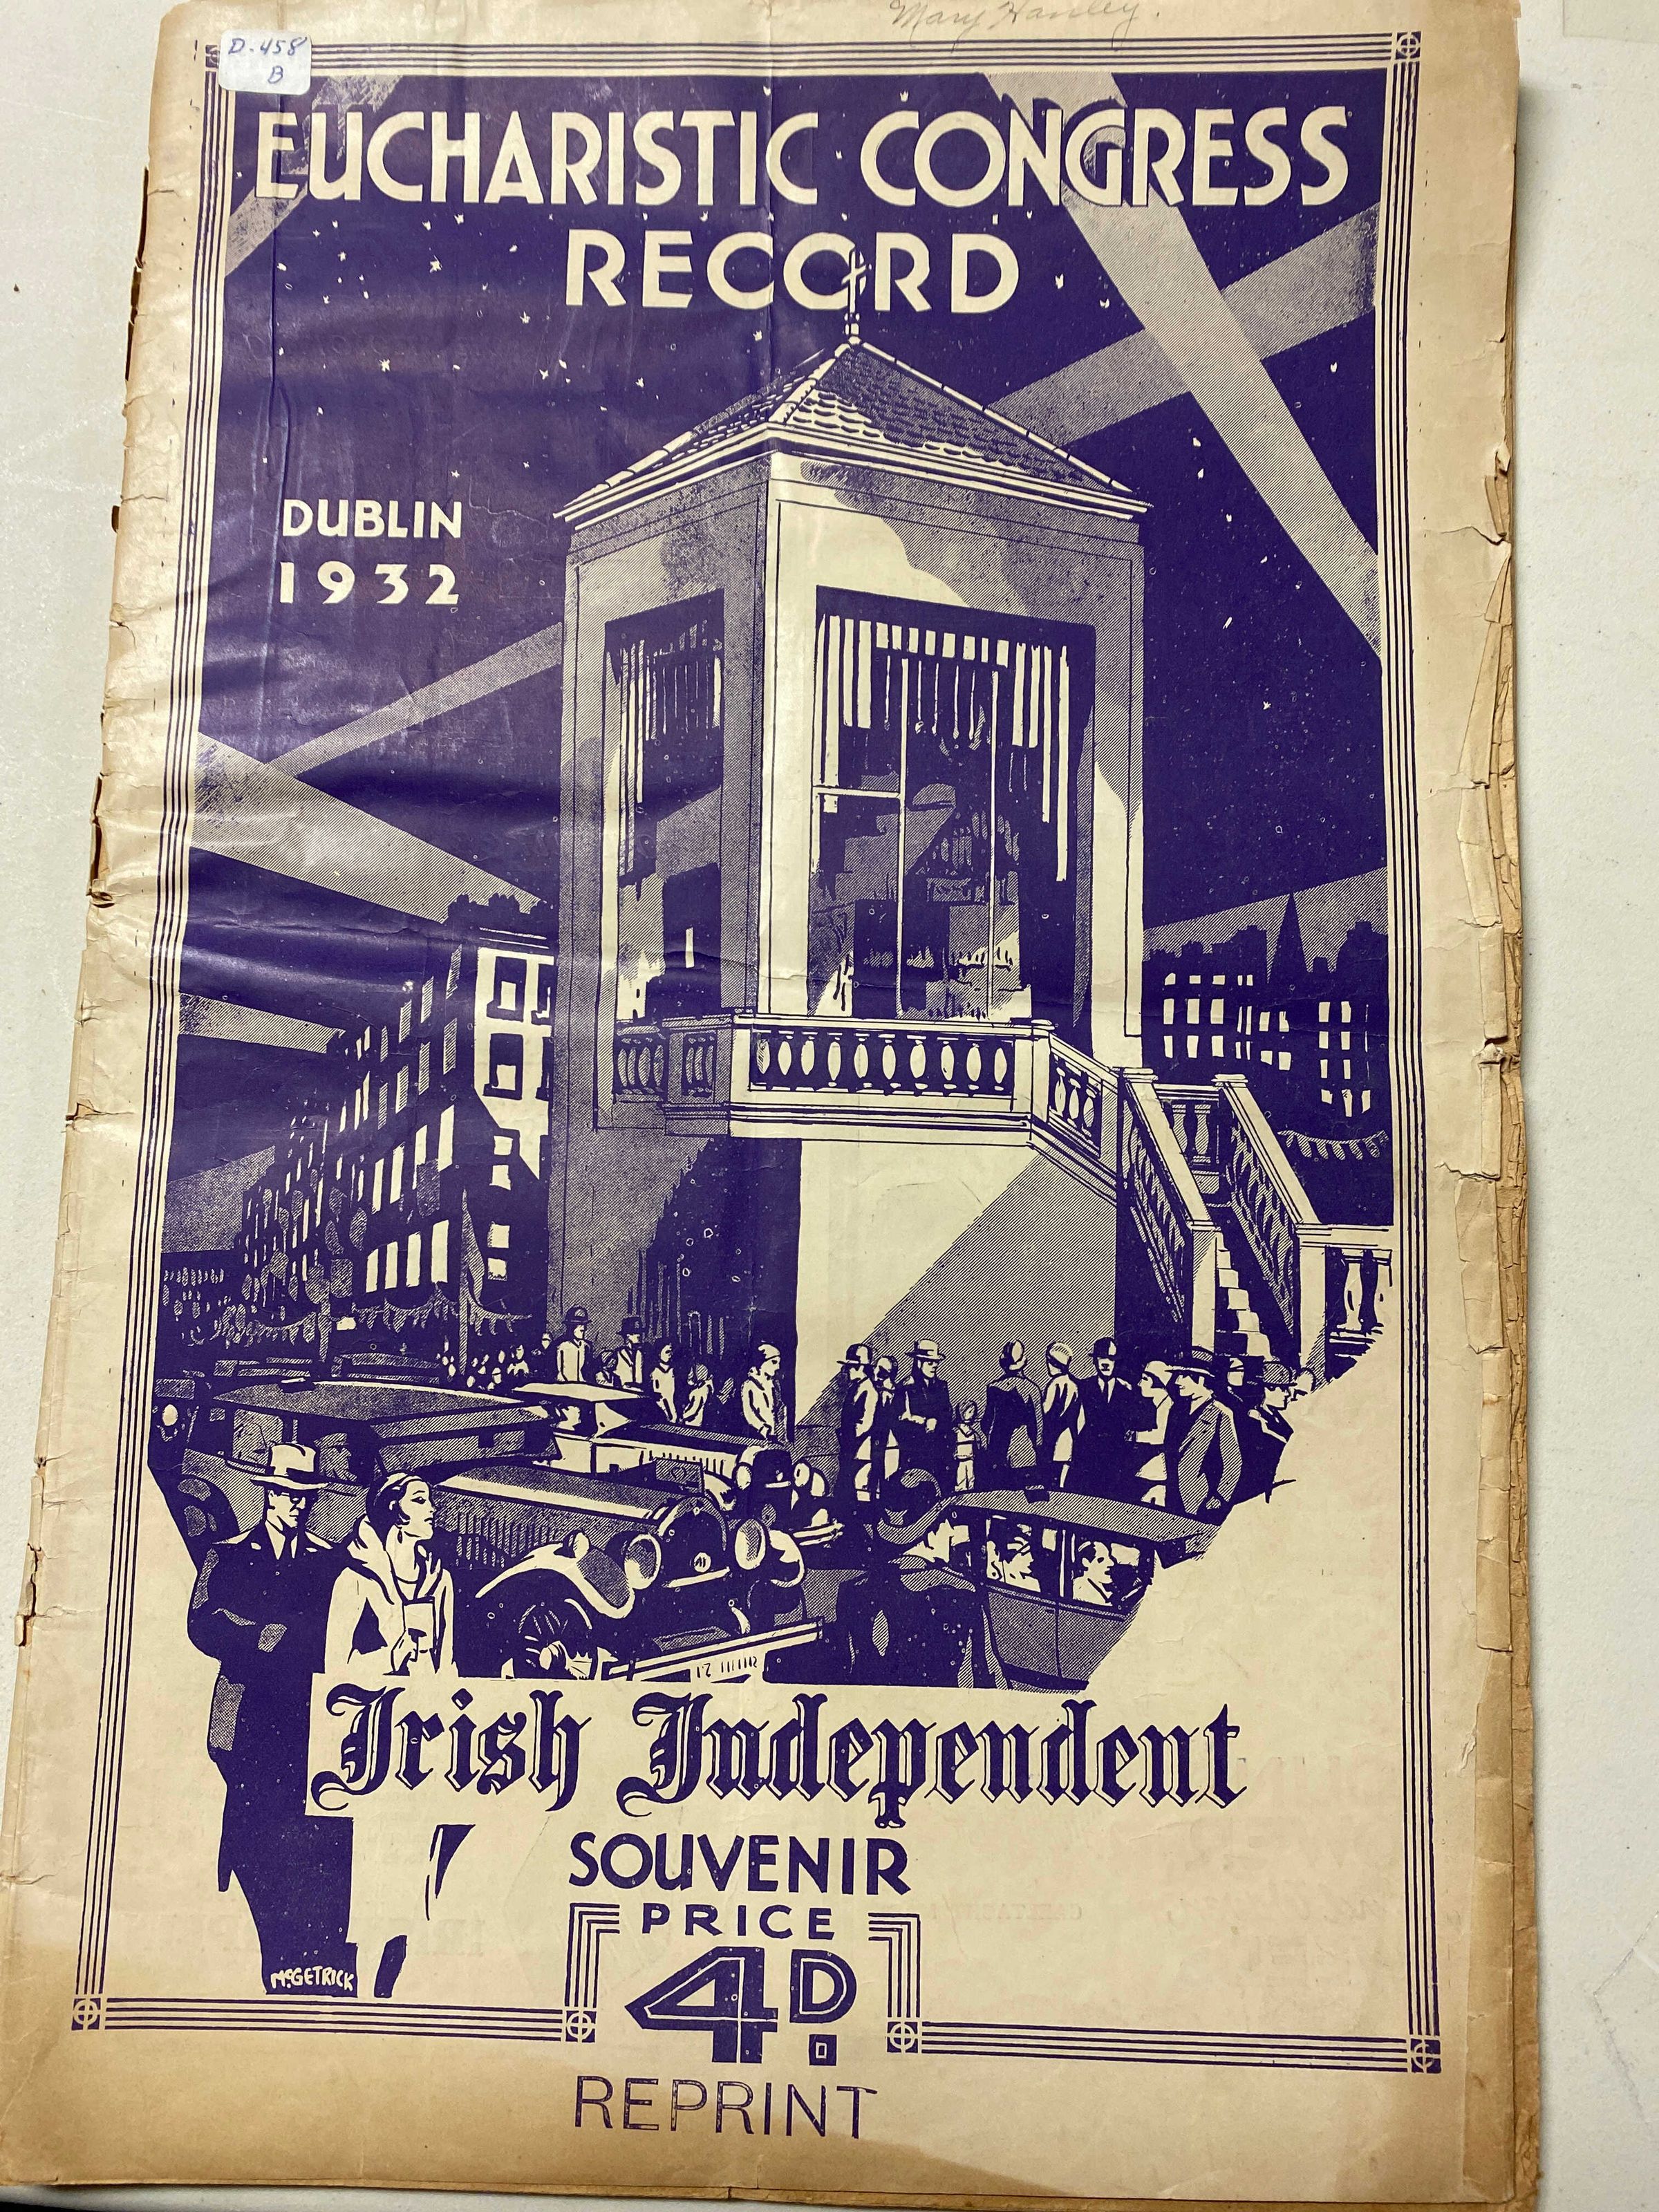 Mary Hanley.
D-458
B
EUCHARISTIC CONGRESS
RECORD
DUBLIN
1932
Irish Independent
SOUVENIR
PRICE
4D.
McGETRICK
REPRINT